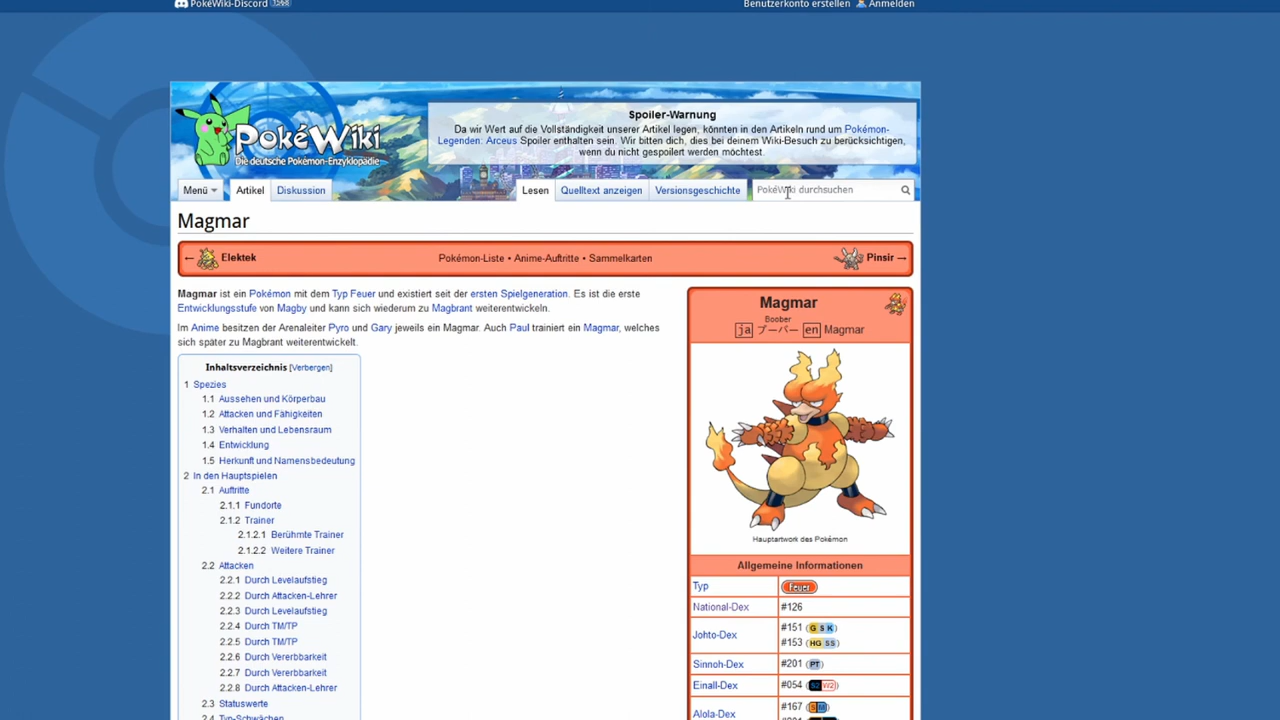 PokéWiki-Discord 1568
Benutzerkonto erstellen Anmelden
PokéWiki
Die deutsche Pokémon-Enzyklopädie
Spoiler-Warnung
Da wir Wert auf die Vollständigkeit unserer Artikel legen, könnten in den Artikeln rund um Pokémon-
Legenden: Arceus Spoiler enthalten sein. Wir bitten dich, dies bei deinem Wiki-Besuch zu berücksichtigen,
wenn du nicht gespoilert werden möchtest.
Menü Artikel Diskussion Lesen Quelltext anzeigen Versionsgeschichte PokéWiki durchsuchen
Magmar
← Elektek Pokémon-Liste • Anime-Auftritte • Sammelkarten Pinsir →
Magmar ist ein Pokémon mit dem Typ Feuer und existiert seit der ersten Spielgeneration. Es ist die erste
Entwicklungsstufe von Magby und kann sich wiederum zu Magbrant weiterentwickeln.
Im Anime besitzen der Arenaleiter Pyro und Gary jeweils ein Magmar. Auch Paul trainiert ein Magmar, welches
sich später zu Magbrant weiterentwickelt.
Inhaltsverzeichnis [Verbergen]
1 Spezies
1.1 Aussehen und Körperbau
1.2 Attacken und Fähigkeiten
1.3 Verhalten und Lebensraum
1.4 Entwicklung
1.5 Herkunft und Namensbedeutung
2 In den Hauptspielen
2.1 Auftritte
2.1.1 Fundorte
2.1.2 Trainer
2.1.2.1 Berühmte Trainer
2.1.2.2 Weitere Trainer
2.2 Attacken
2.2.1 Durch Levelaufstieg
2.2.2 Durch Attacken-Lehrer
2.2.3 Durch Levelaufstieg
2.2.4 Durch TM/TP
2.2.5 Durch TM/TP
2.2.6 Durch Vererbbarkeit
2.2.7 Durch Vererbbarkeit
2.2.8 Durch Attacken-Lehrer
2.3 Statuswerte
2.4 Typ-Schwächen
Magmar
Boober
ja ブーバー en Magmar
Hauptartwork des Pokémon
Allgemeine Informationen
Typ Feuer
National-Dex #126
Johto-Dex #151 (G S K)
#153 (HG SS)
Sinnoh-Dex #201 (PT)
Einall-Dex #054 (S2 W2)
Alola-Dex #167 (S M)